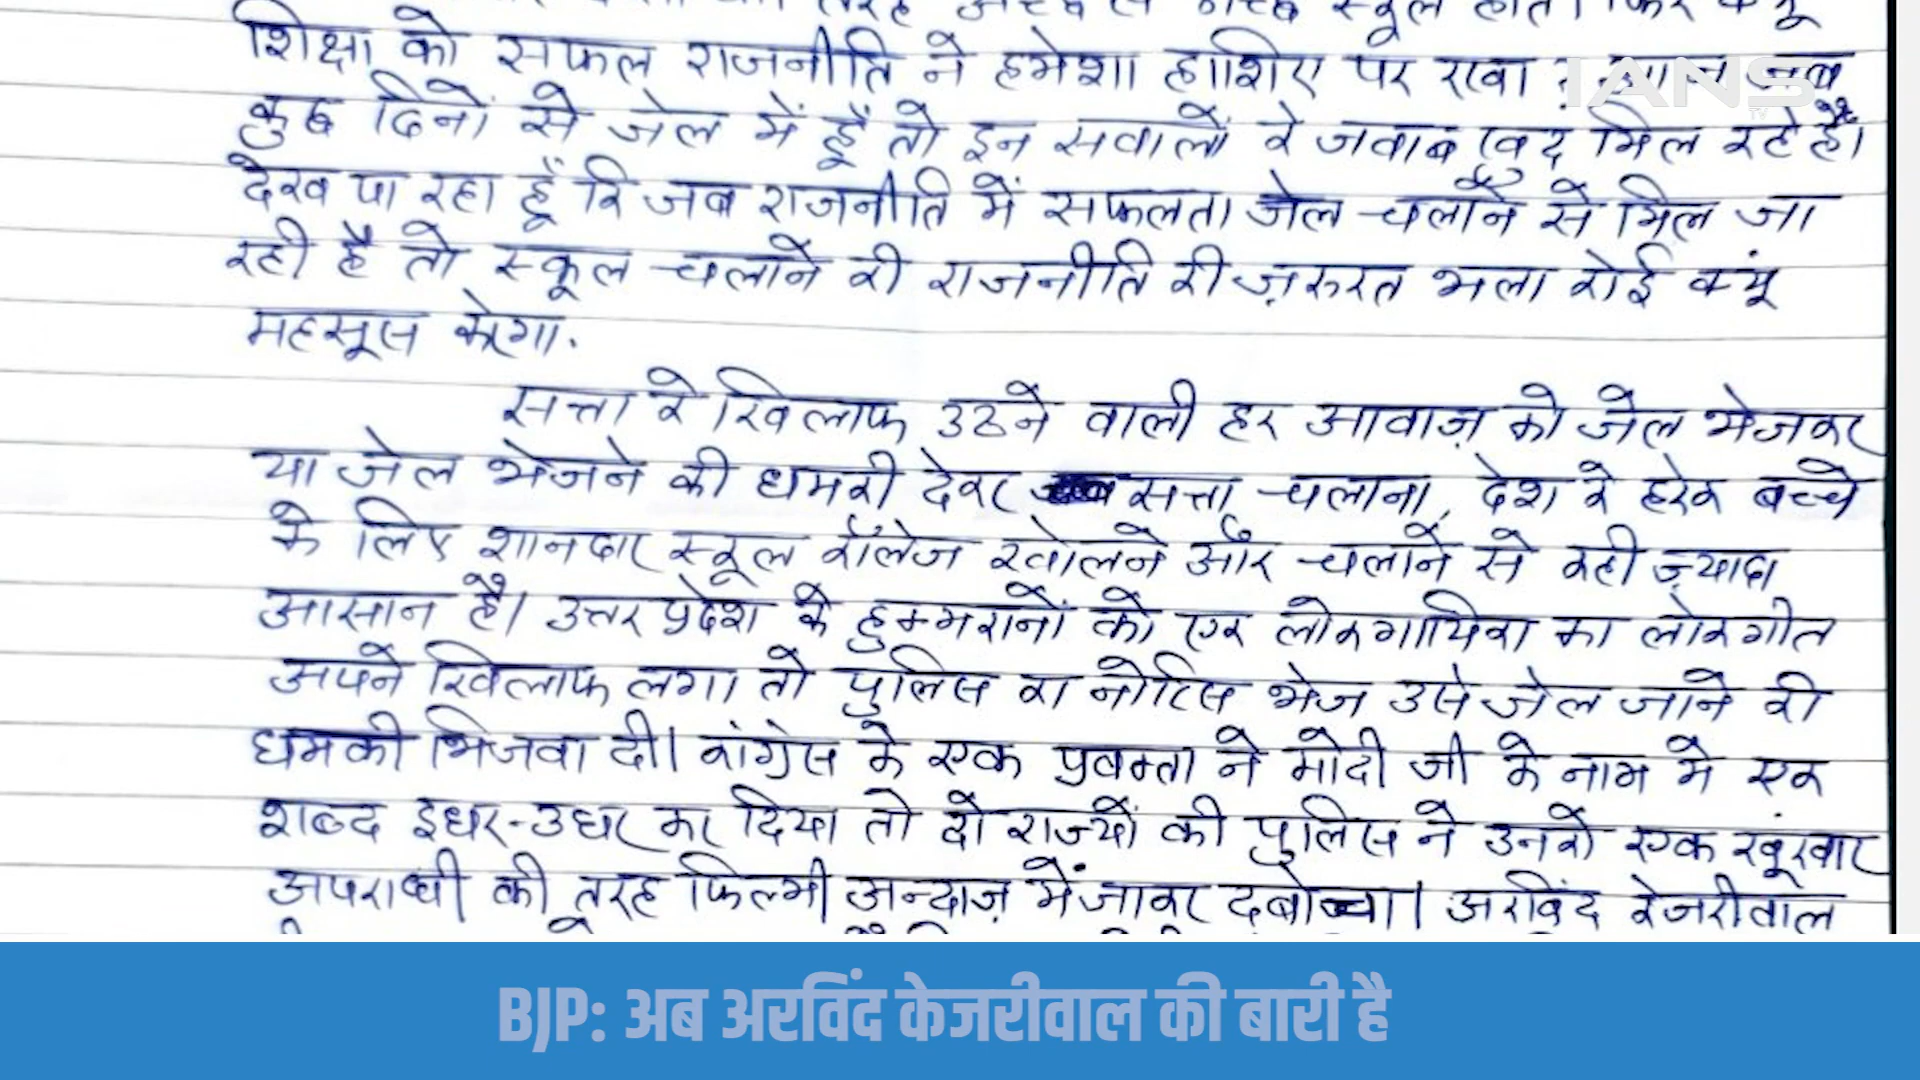 शिक्षा को सफल राजनीति ने हमेशा हाशिए पर रखा? आज जब
IANS
TV
कुछ दिनों से जेल में हूँ तो इन सवालों के जवाब खुद मिल रहे हैं।
देख पा रहा हूँ कि जब राजनीति में सफलता जेल चलाने से मिल जा
रही है तो स्कूल चलाने की राजनीति की ज़रुरत भला कोई क्यूं
महसूस करेगा.
सत्ता के खिलाफ उठने वाली हर आवाज़ को जेल भेजकर
या जेल भेजने की धमकी देकर सत्ता चलाना, देश के हरेक बच्चे
के लिए शानदार स्कूल कॉलेज खोलने और चलाने से कही ज़्यादा
आसान है। उत्तर प्रदेश के हुक्मरानों को एक लोकगायिका का लोकगीत
अपने खिलाफ लगा तो पुलिस का नोटिस भेज उसे जेल जाने की
धमकी भिजवा दी। कांग्रेस के एक प्रवक्ता ने मोदी जी के नाम में एक
शब्द इधर-उधर कर दिया तो दो राज्यों की पुलिस ने उनको एक खूंखार
अपराधी की तरह फिल्मी अन्दाज़ में जाकर दबोच्चा। अरविंद केजरीवाल
BJP: अब अरविंद केजरीवाल की बारी है